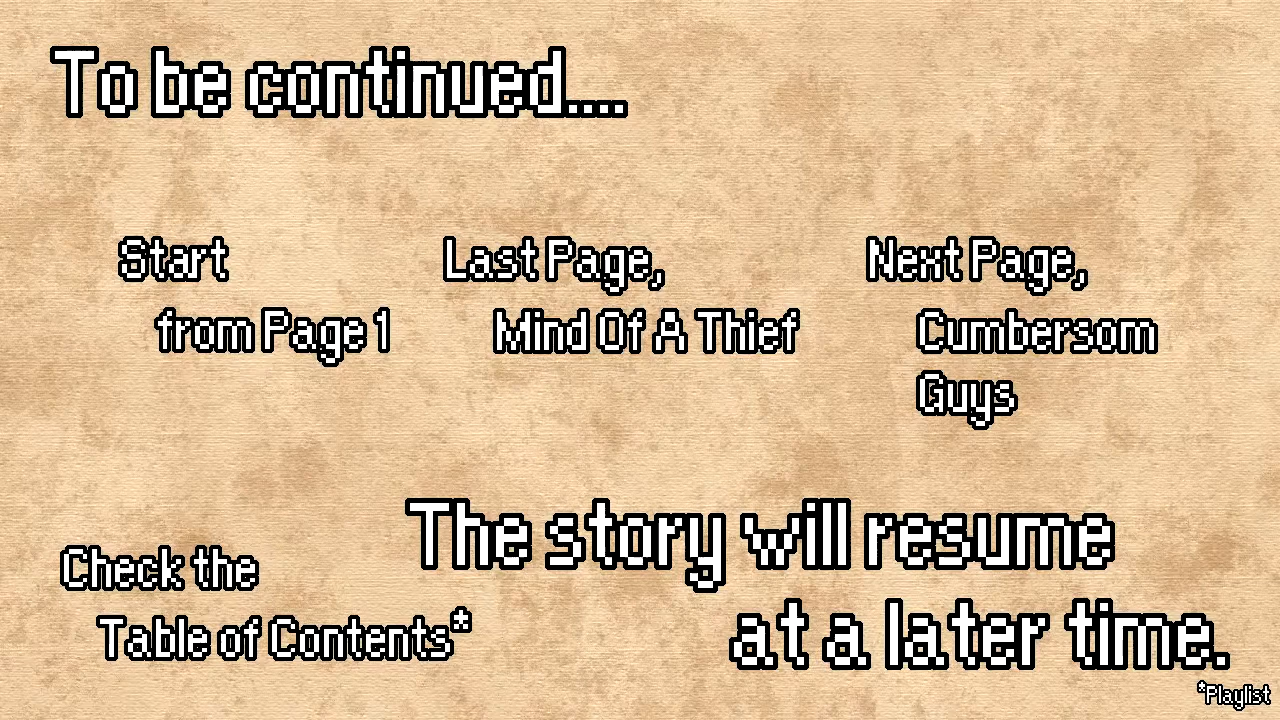 To be continued....
Start
from Page 1
Last Page,
Mind Of A Thief
Next Page,
Cumbersom
Guys
The story will resume
at a later time.
Check the
Table of Contents*
*Playlist